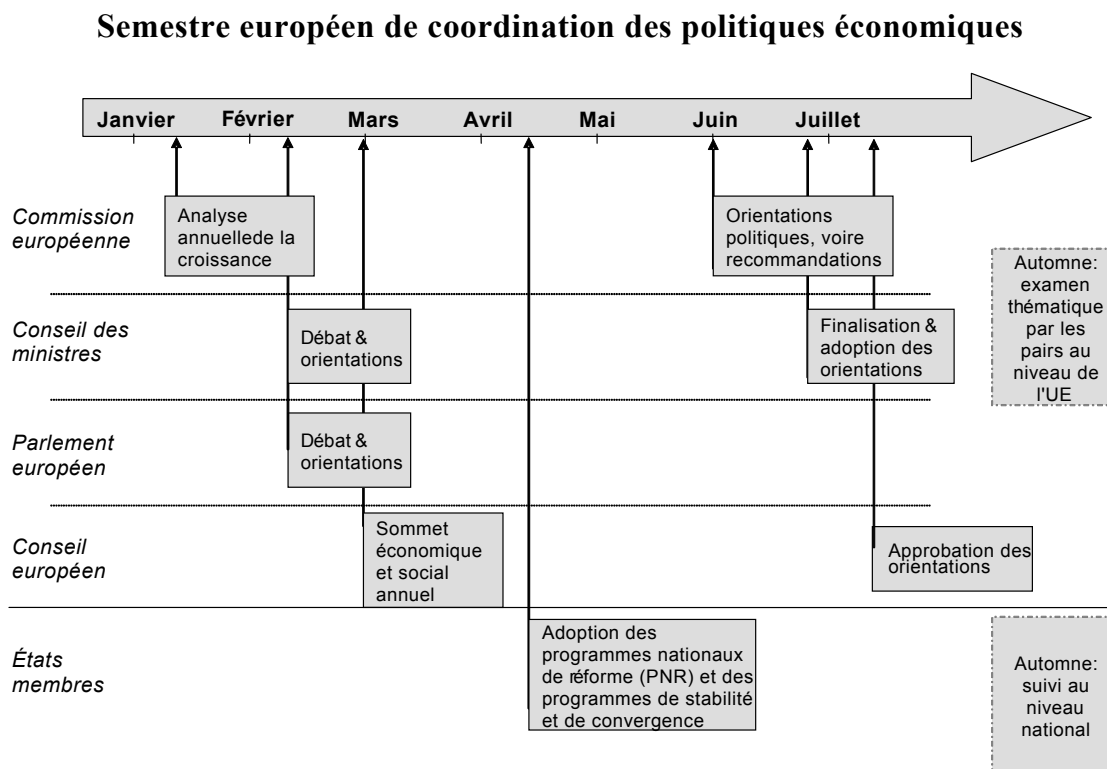 Semestre européen de coordination des politiques économiques
Janvier Février Mars Avril Mai Juin Juillet
Commission
européenne
Analyse
annuellede la
croissance
Orientations
politiques, voire
recommandations
Automne:
examen
thématique
par les
pairs au
niveau de
l'UE
Conseil des
ministres
Débat &
orientations
Finalisation &
adoption des
orientations
Parlement
européen
Débat &
orientations
Conseil
européen
Sommet
économique
et social
annuel
Approbation des
orientations
États
membres
Adoption des
programmes nationaux
de réforme (PNR) et des
programmes de stabilité
et de convergence
Automne:
suivi au
niveau
national